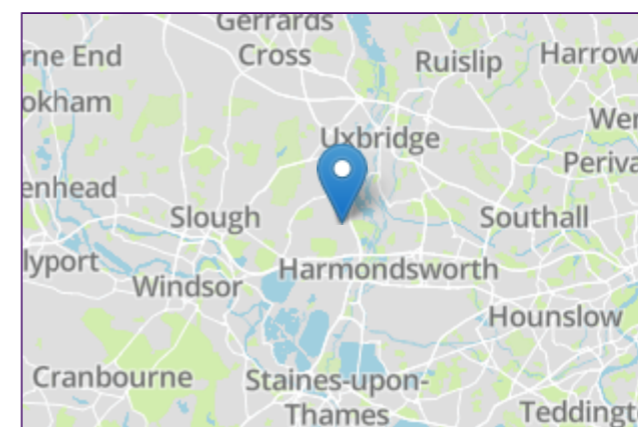 Gerrards
Cross
rne End
Ruislip
Harrow
okham
Wer
Uxbridge
Periva
enhead
Slough
Southall
lyport
Harmondsworth
Windsor
Hounslow
Cranbourne
Staines-upon-
Thames
Teddingt